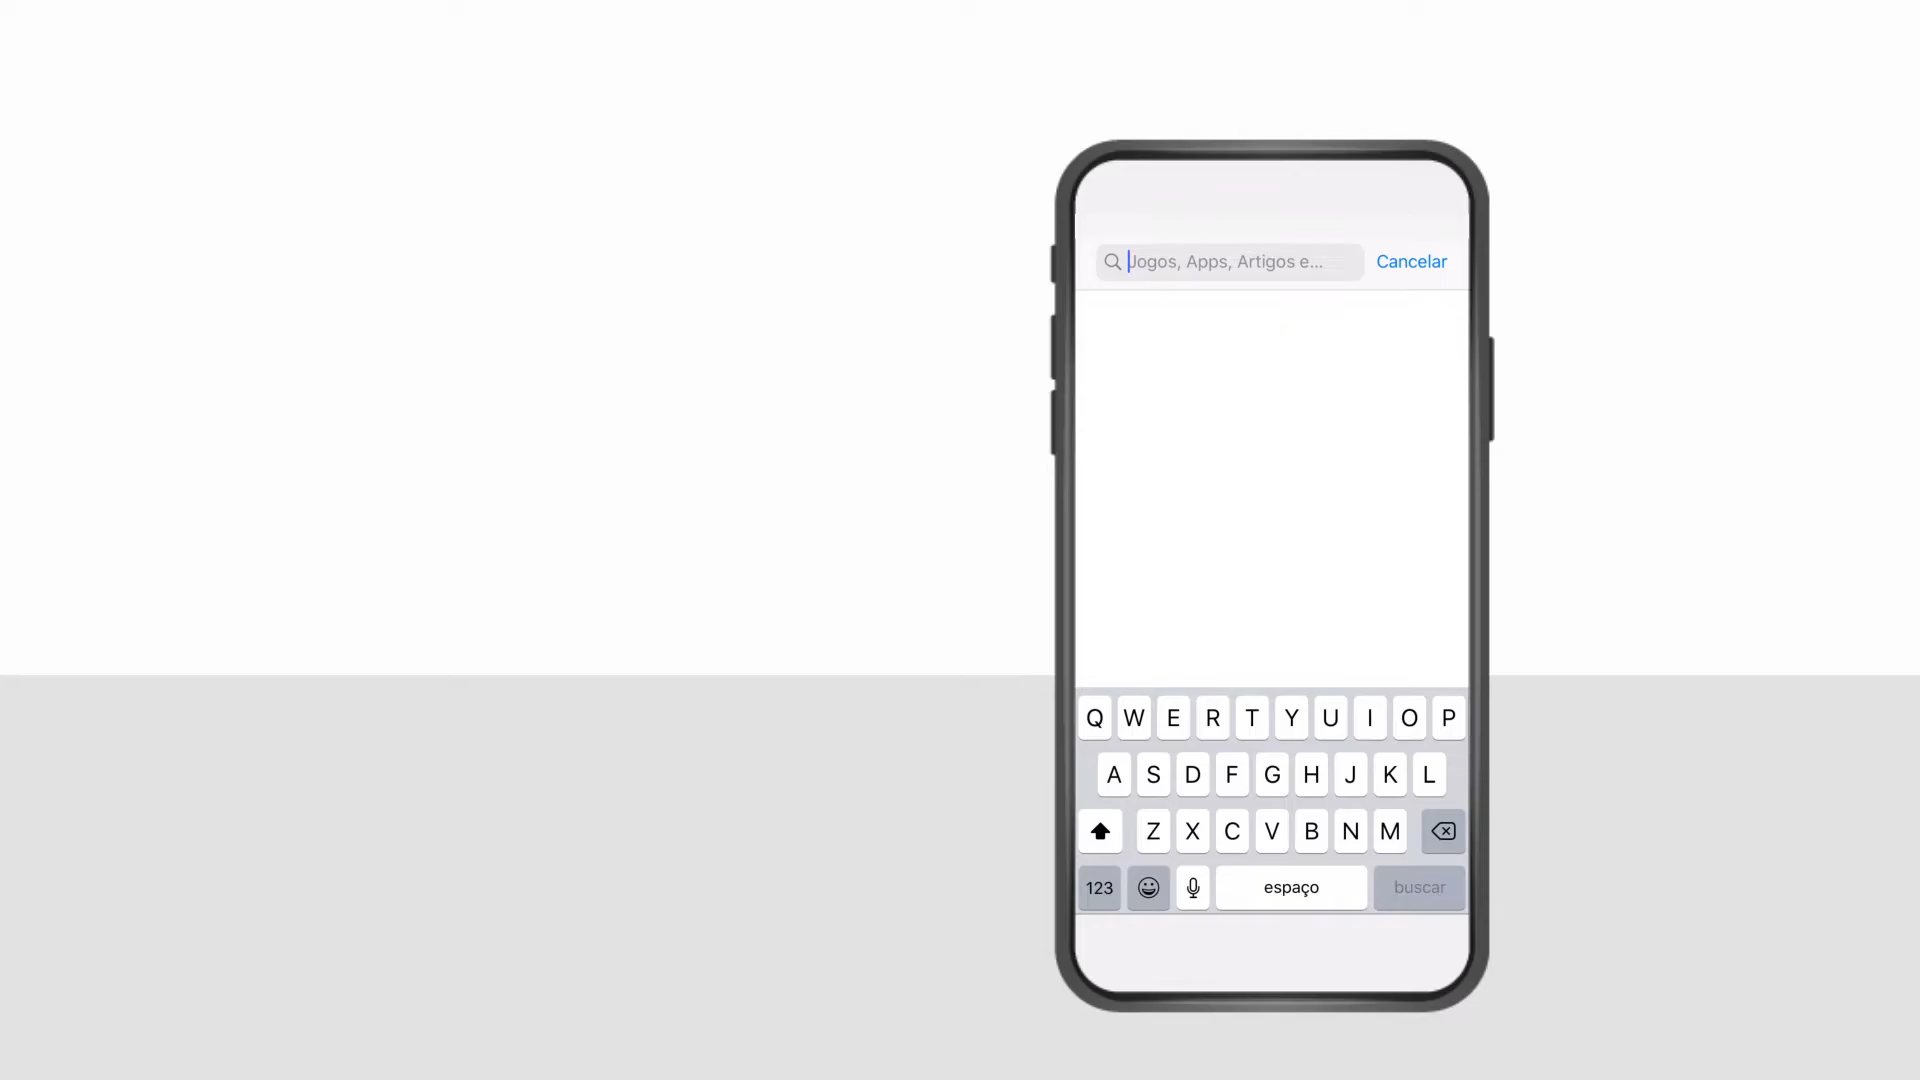 Jogos, Apps, Artigos e... Cancelar
Q W E R T Y U I O P
A S D F G H J K L
Z X C V B N M
123 espaço buscar